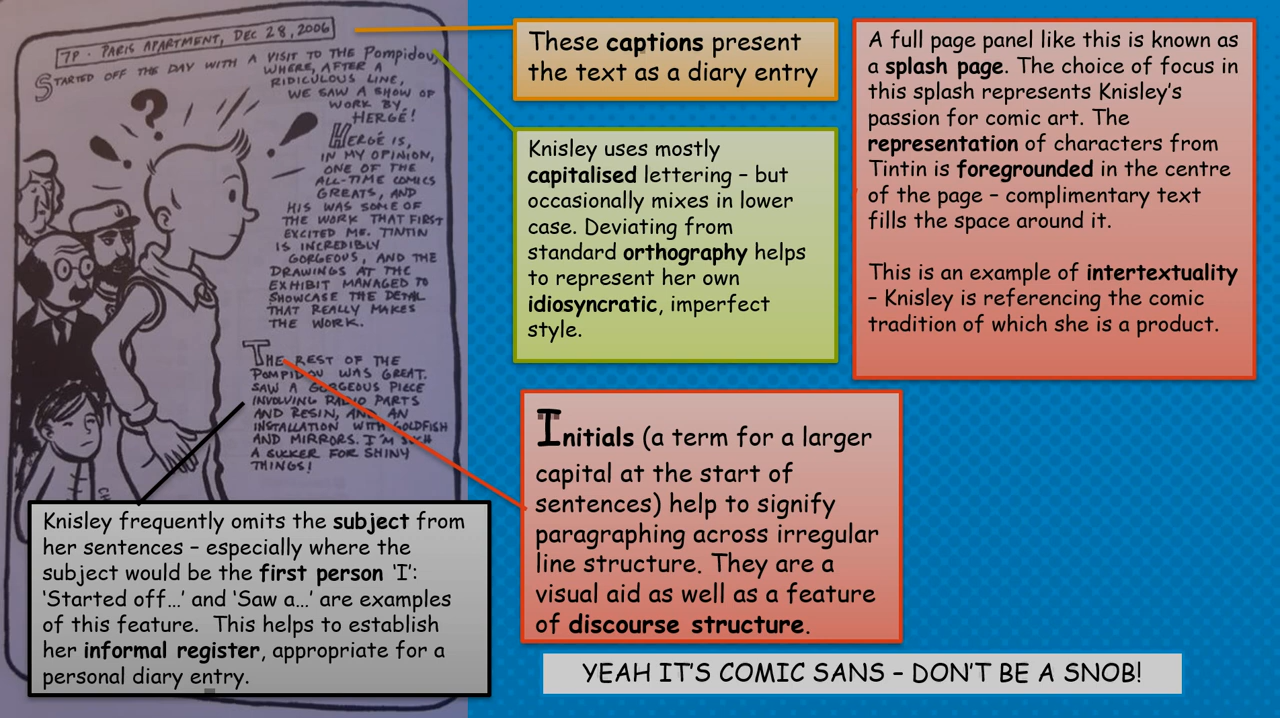 7P · PARIS APARTMENT, DEC 28, 2006
STARTED OFF THE DAY WITH A VISIT TO THE Pompidou,
WHERE, AFTER A
RIDICULOUS LINE,
WE SAW A SHOW OF
WORK BY
HERGÉ!
HERGÉ IS,
IN MY OPINION,
ONE OF THE
ALL-TIME COMICS
GREATS, AND
HIS WAS SOME OF
THE WORK THAT FIRST
EXCITED ME. TINTIN
IS INCREDIBLY
GORGEOUS, AND THE
DRAWINGS AT THE
EXHIBIT MANAGED TO
SHOWCASE THE DETAIL
THAT REALLY MAKES
THE WORK.
THE REST OF THE
POMPIDOU WAS GREAT.
SAW A GORGEOUS PIECE
INVOLVING RADIO PARTS
AND RESIN, AND AN
INSTALLATION WITH GOLDFISH
AND MIRRORS. I'M SUCH
A SUCKER FOR SHINY
THINGS!
Knisley frequently omits the subject from
her sentences – especially where the
subject would be the first person ‘I’:
‘Started off…’ and ‘Saw a…’ are examples
of this feature. This helps to establish
her informal register, appropriate for a
personal diary entry.
These captions present
the text as a diary entry
Knisley uses mostly
capitalised lettering – but
occasionally mixes in lower
case. Deviating from
standard orthography helps
to represent her own
idiosyncratic, imperfect
style.
Initials (a term for a larger
capital at the start of
sentences) help to signify
paragraphing across irregular
line structure. They are a
visual aid as well as a feature
of discourse structure.
A full page panel like this is known as
a splash page. The choice of focus in
this splash represents Knisley’s
passion for comic art. The
representation of characters from
Tintin is foregrounded in the centre
of the page – complimentary text
fills the space around it.
This is an example of intertextuality
– Knisley is referencing the comic
tradition of which she is a product.
YEAH IT’S COMIC SANS – DON’T BE A SNOB!